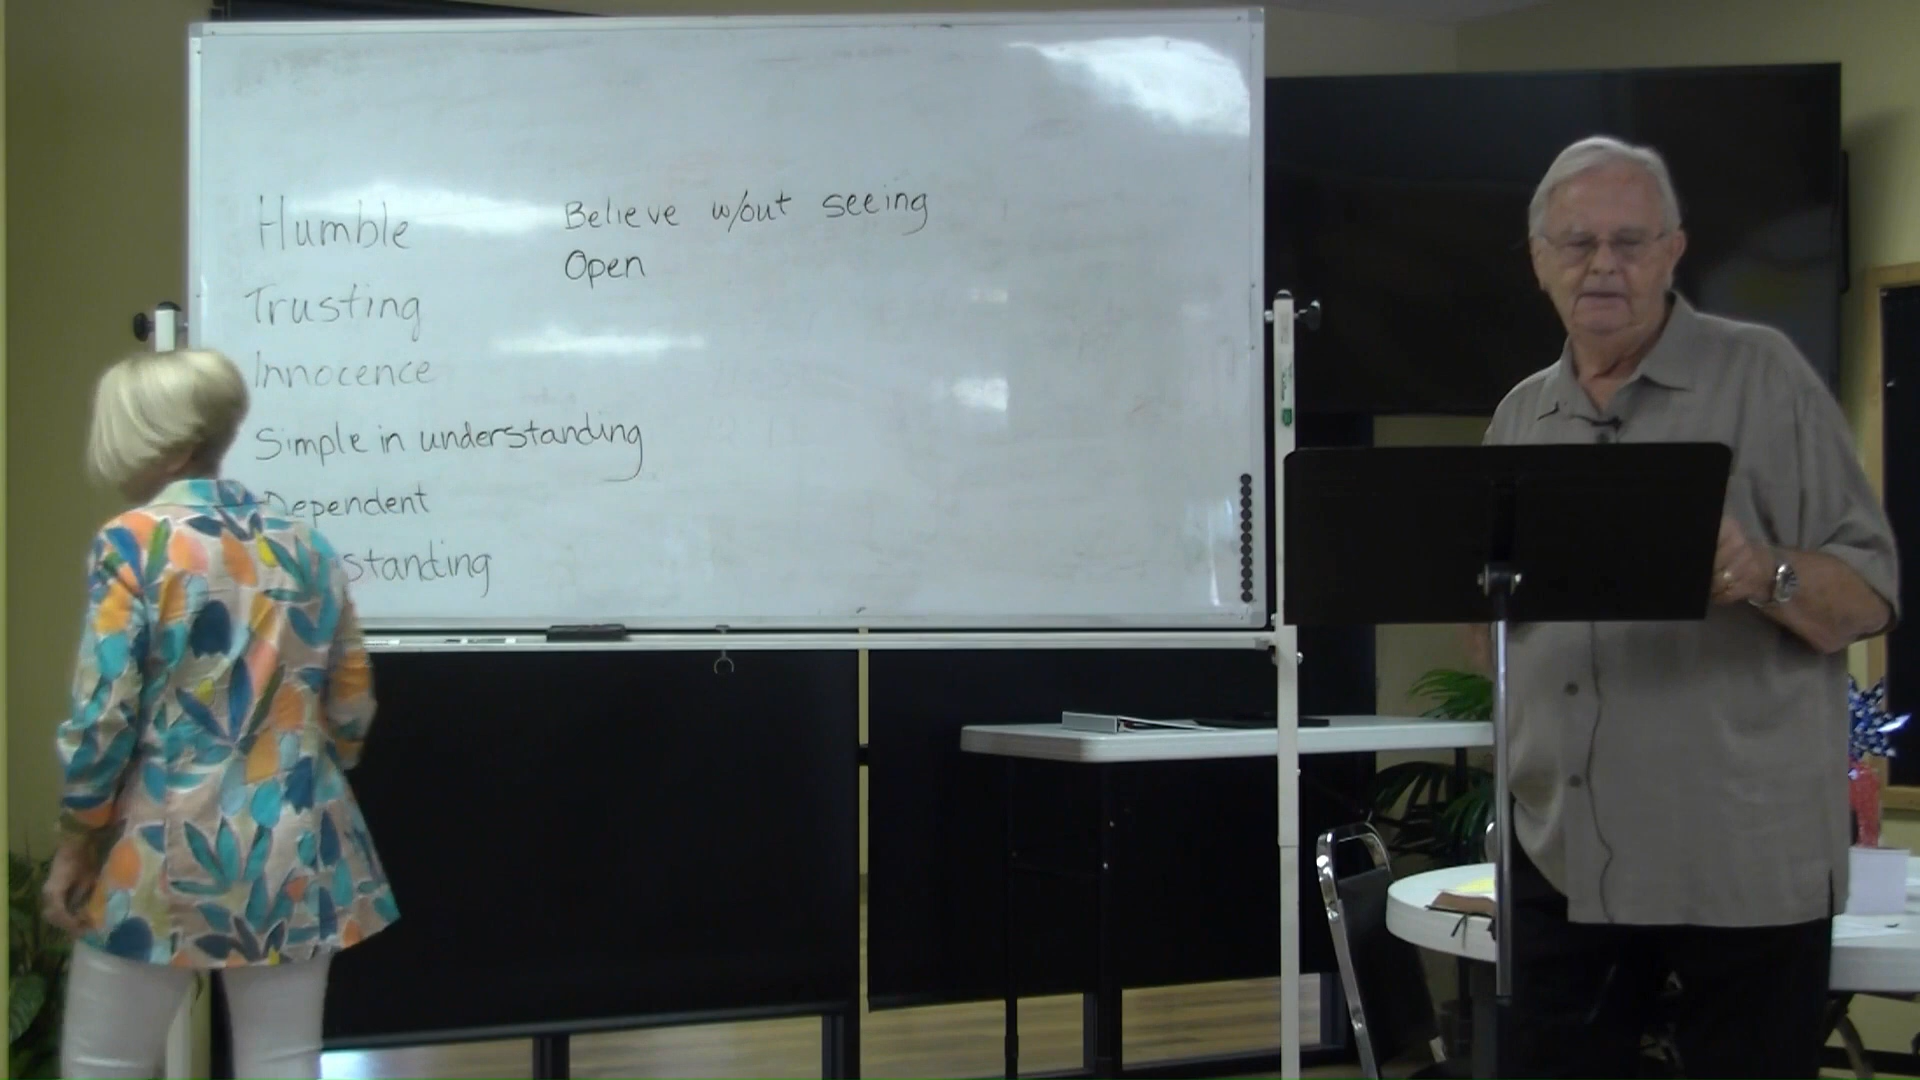 Humble
Trusting
Innocence
Simple in understanding
Dependent
standing
Believe w/out seeing
Open